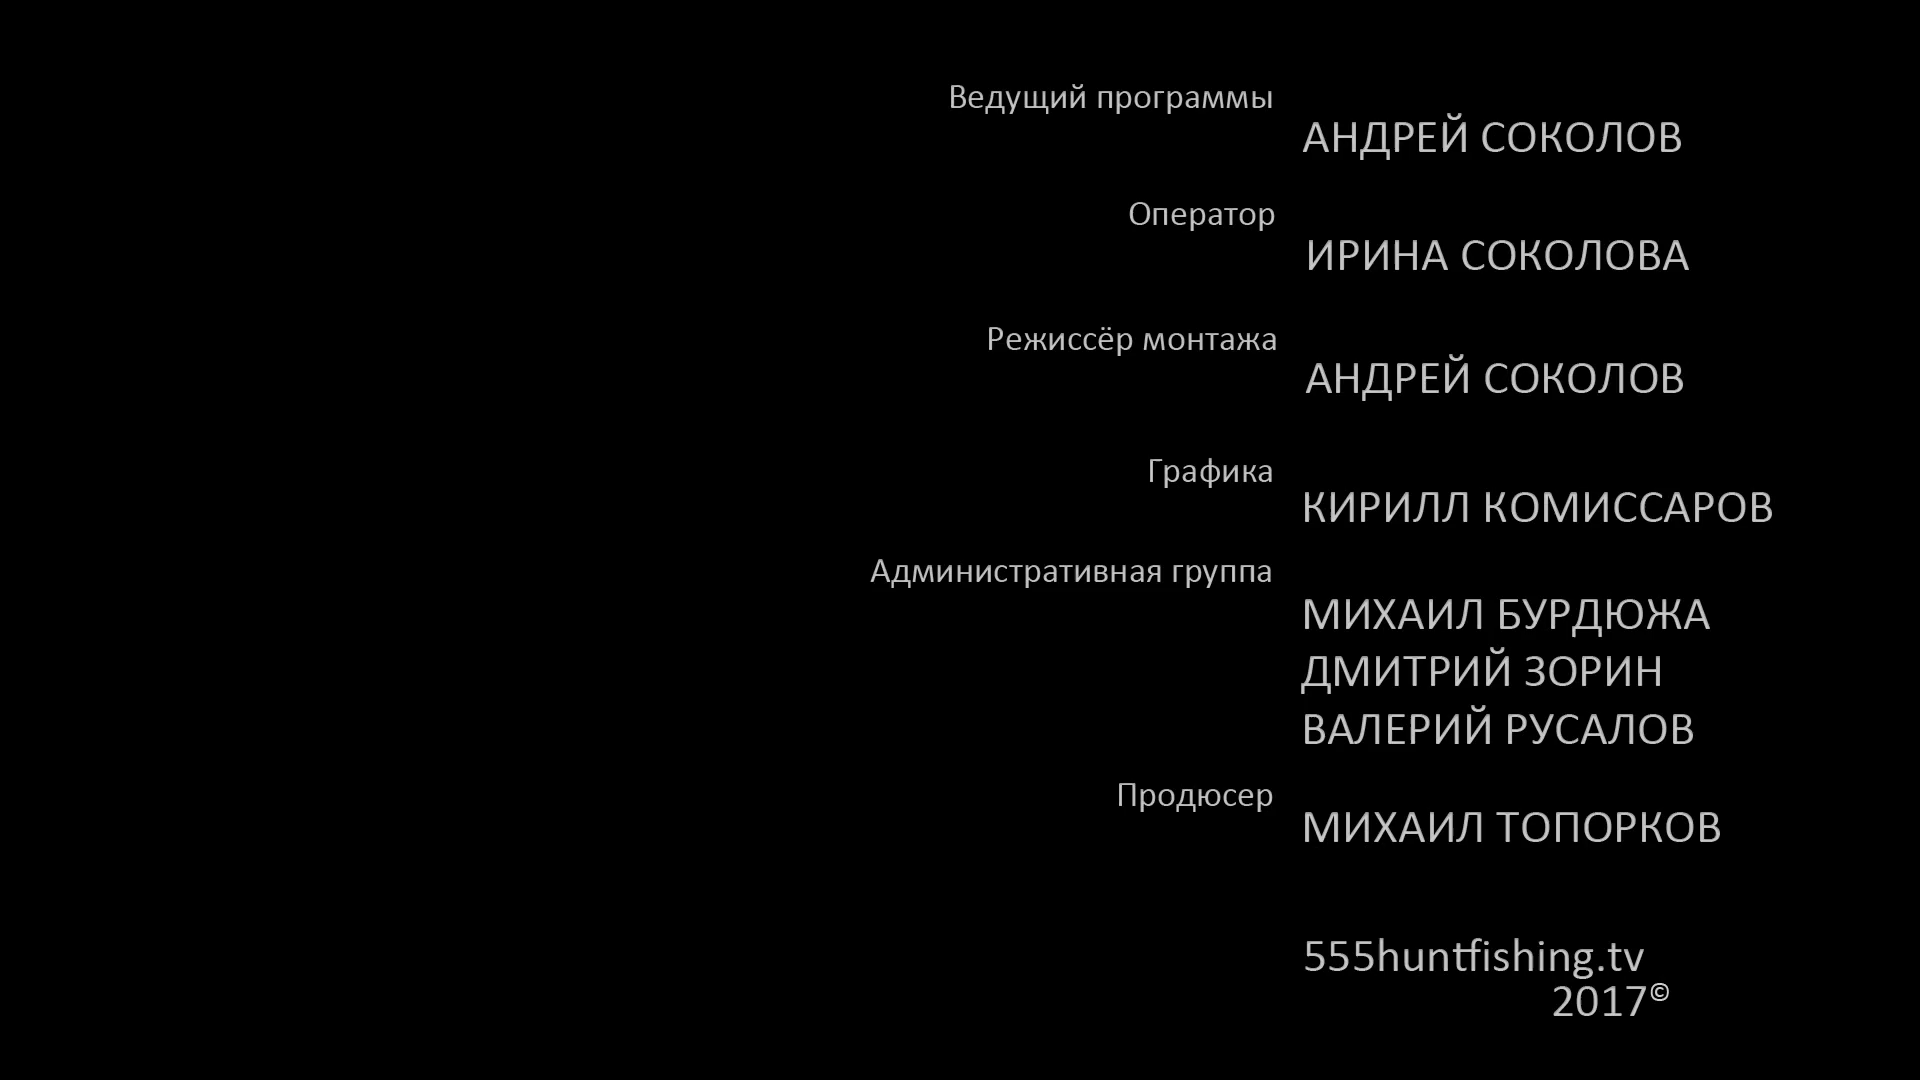 Ведущий программы
АНДРЕЙ СОКОЛОВ
Оператор
ИРИНА СОКОЛОВА
Режиссёр монтажа
АНДРЕЙ СОКОЛОВ
Графика
КИРИЛЛ КОМИССАРОВ
Административная группа
МИХАИЛ БУРДЮЖА
ДМИТРИЙ ЗОРИН
ВАЛЕРИЙ РУСАЛОВ
Продюсер
МИХАИЛ ТОПОРКОВ
555huntfishing.tv
2017©